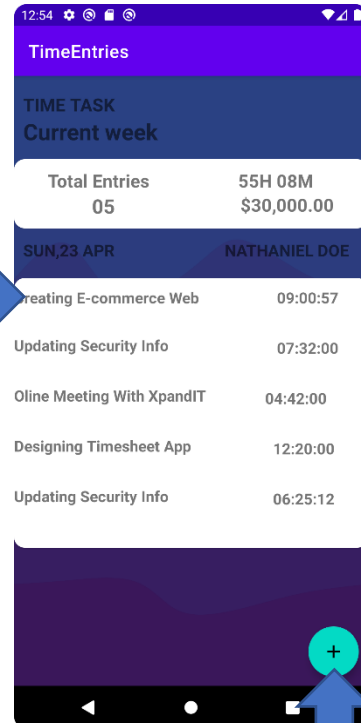 12:54
TimeEntries
TIME TASK
Current week
Total Entries 55H 08M
05 $30,000.00
SUN,23 APR NATHANIEL DOE
reating E-commerce Web 09:00:57
Updating Security Info 07:32:00
Oline Meeting With XpandIT 04:42:00
Designing Timesheet App 12:20:00
Updating Security Info 06:25:12
+